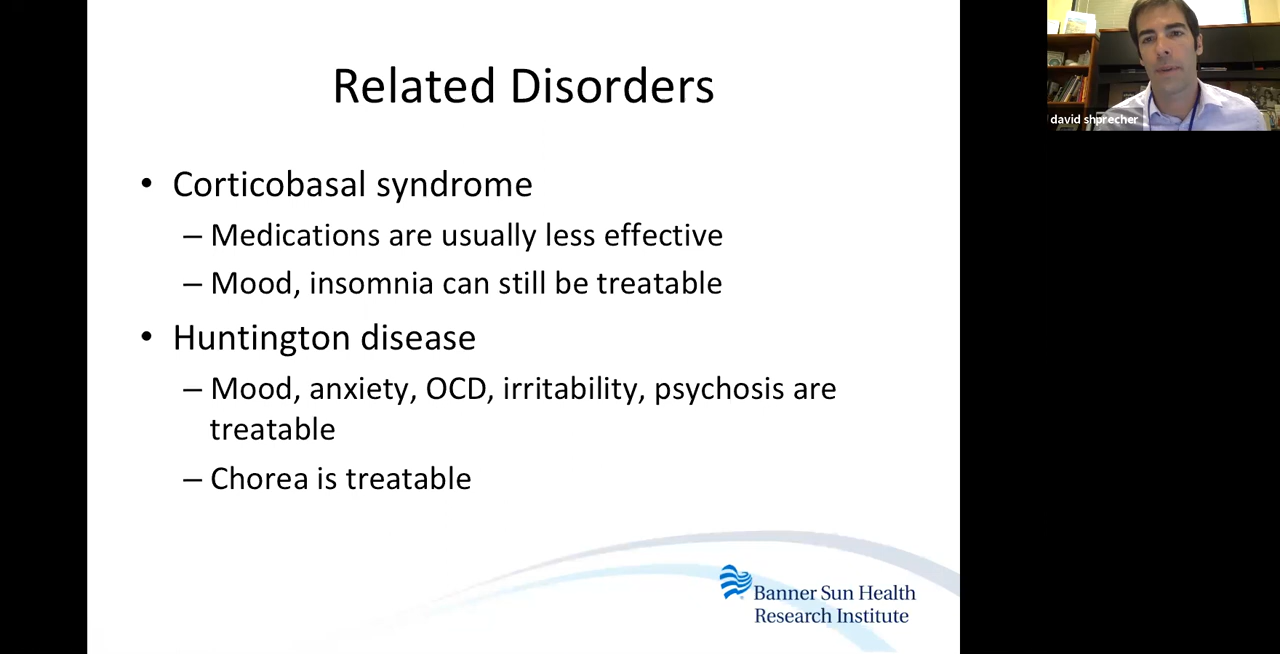 Related Disorders
• Corticobasal syndrome
– Medications are usually less effective
– Mood, insomnia can still be treatable
• Huntington disease
– Mood, anxiety, OCD, irritability, psychosis are
treatable
– Chorea is treatable
Banner Sun Health
Research Institute
david shprecher